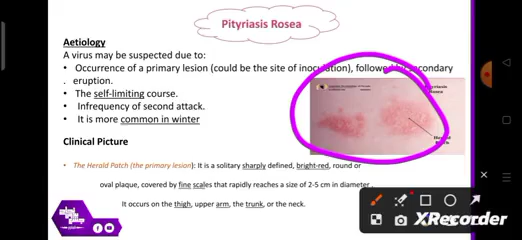 Pityriasis Rosea
Aetiology
A virus may be suspected due to:
• Occurrence of a primary lesion (could be the site of inoculation), followed by secondary
. eruption.
• The self-limiting course.
• Infrequency of second attack.
• It is more common in winter
Clinical Picture
• The Herald Patch (the primary lesion): It is a solitary sharply defined, bright-red, round or
oval plaque, covered by fine scales that rapidly reaches a size of 2-5 cm in diameter .
It occurs on the thigh, upper arm, the trunk, or the neck.
XRecorder